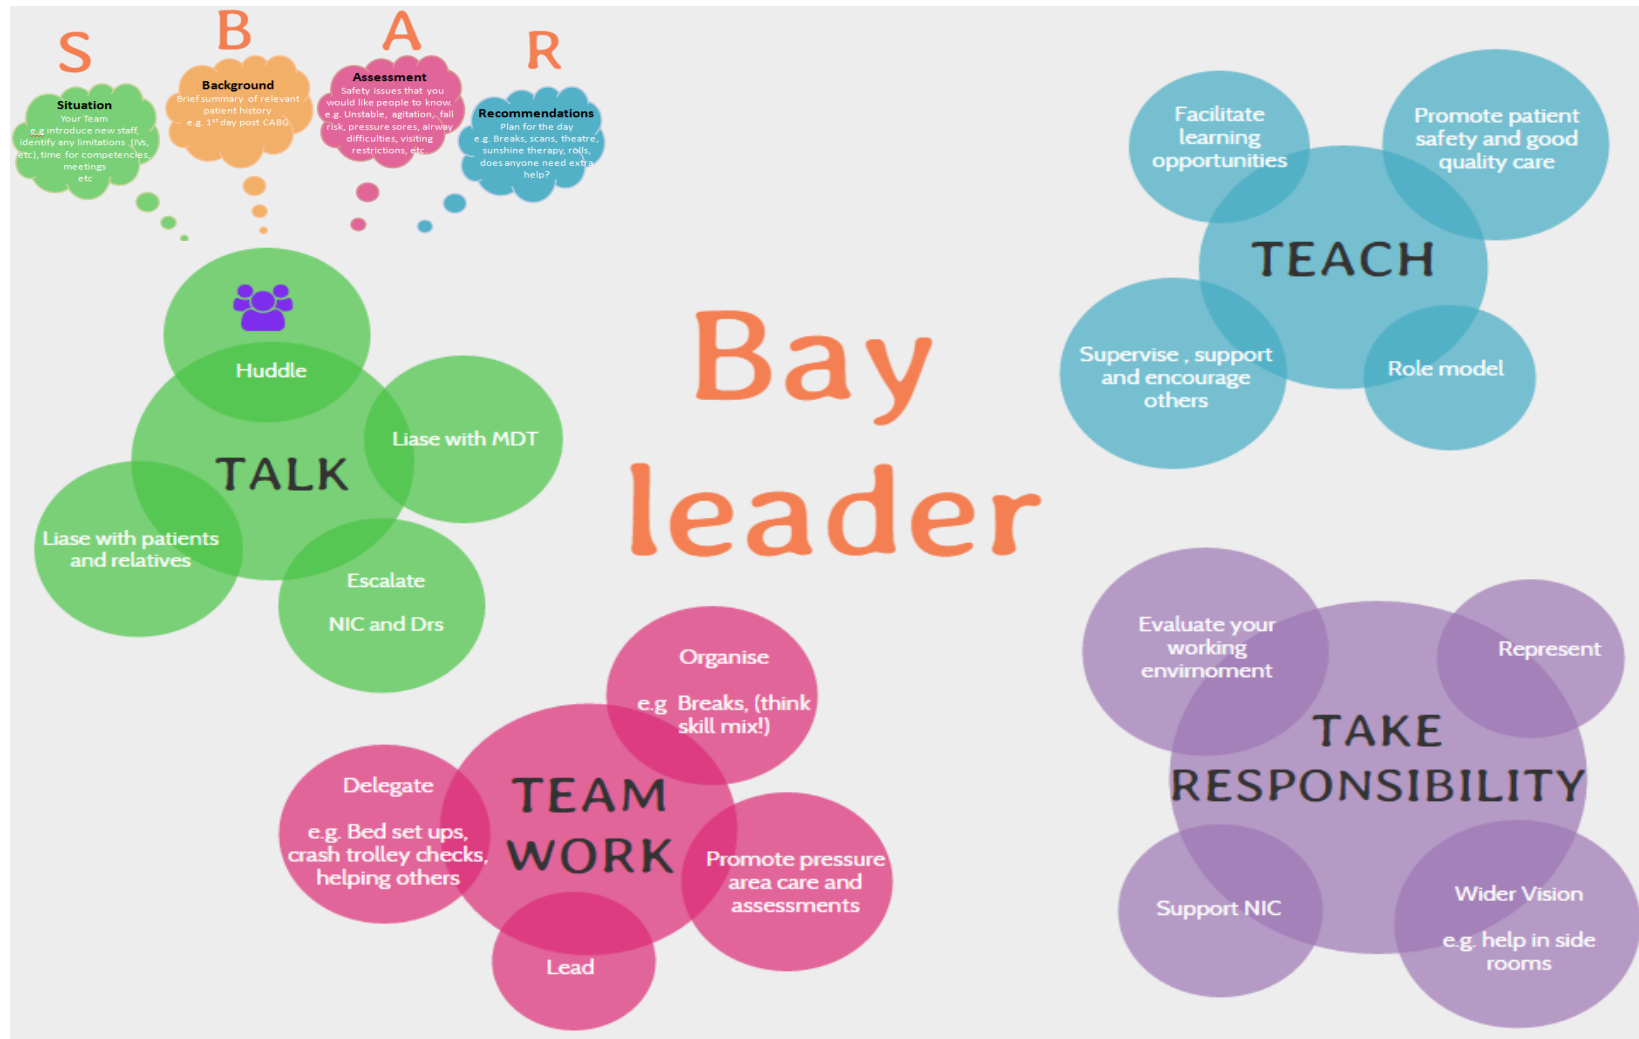 S
B
A
R
Situation
Your Team
e.g introduce new staff,
identify any limitations (IVs,
etc), time for competencies,
meetings
etc
Background
Brief summary of relevant
patient history
e.g. 1st day post CABG
Assessment
Safety issues that you
would like people to know.
e.g. Unstable, agitation, fall
risk, pressure sores, airway
difficulties, visiting
restrictions, etc
Recommendations
Plan for the day
e.g. Breaks, scans, theatre,
sunshine therapy, rolls,
does anyone need extra
help?
Huddle
TALK
Liase with MDT
Liase with patients
and relatives
Escalate
NIC and Drs
Bay
leader
Facilitate
learning
opportunities
Promote patient
safety and good
quality care
TEACH
Supervise , support
and encourage
others
Role model
Organise
e.g Breaks, (think
skill mix!)
Delegate
e.g. Bed set ups,
crash trolley checks,
helping others
TEAM
WORK
Promote pressure
area care and
assessments
Lead
Evaluate your
working
envirnoment
Represent
TAKE
RESPONSIBILITY
Support NIC
Wider Vision
e.g. help in side
rooms